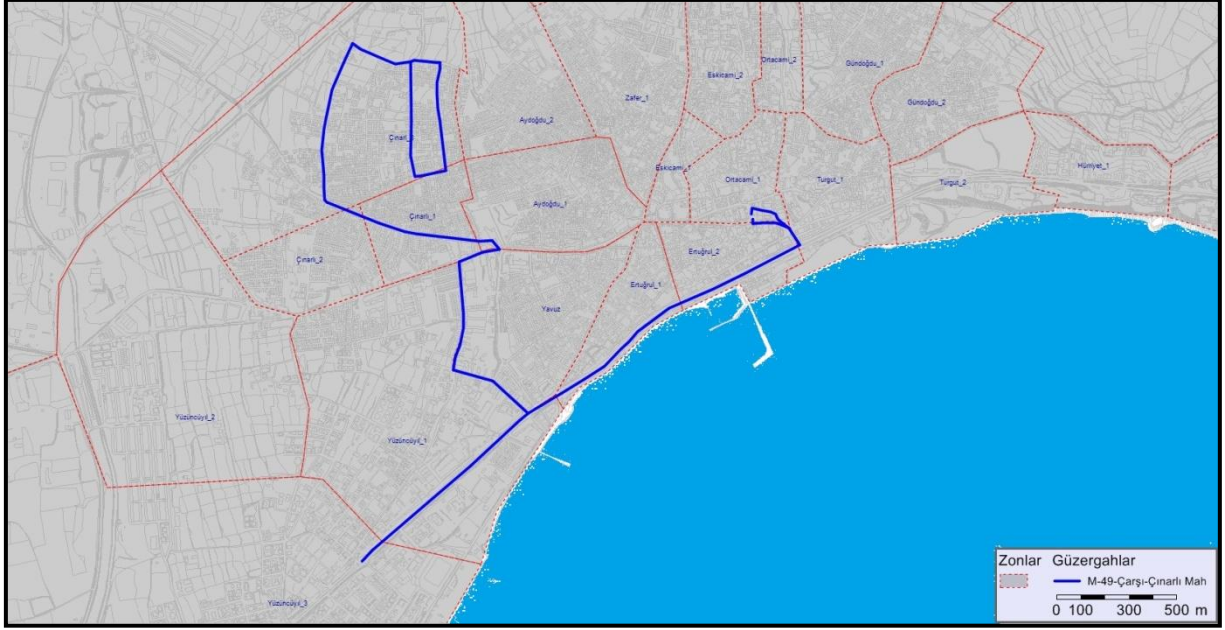 Ortacami_2
Gündoğdu_1
Eskicami_2
Zafer_1
Gündoğdu_2
Aydoğdu_2
Hürriyet_1
Eskicami_1
Ortacami_1
Turgut_1
Turgut_2
Aydoğdu_1
Çınarlı_1
Ertuğrul_2
Çınarlı_2
Ertuğrul_1
Yavuz
Yüzüncüyıl_2
Yüzüncüyıl_1
Yüzüncüyıl_3
Zonlar Güzergahlar
M-49-Çarşı-Çınarlı Mah
0 100 300 500 m